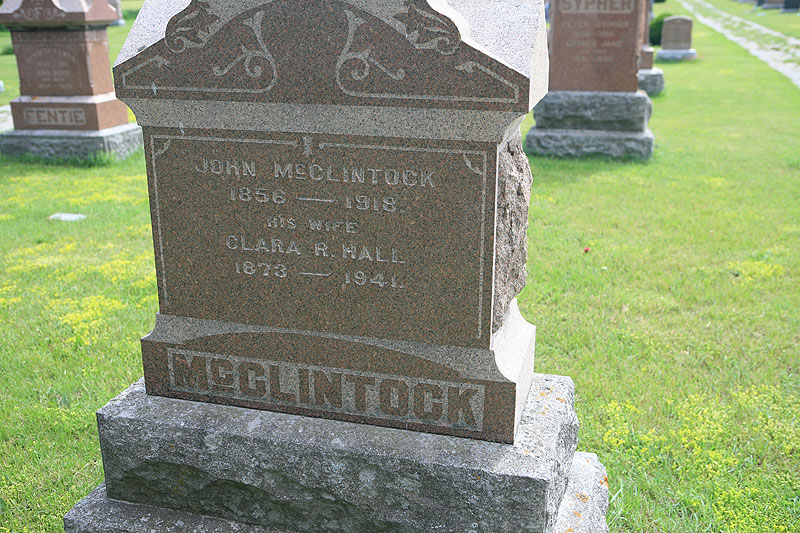 JOHN McCLINTOCK
1856 — 1918.
HIS WIFE
CLARA R. HALL
1873 — 1941.
McCLINTOCK
FENTIE
SYPHER